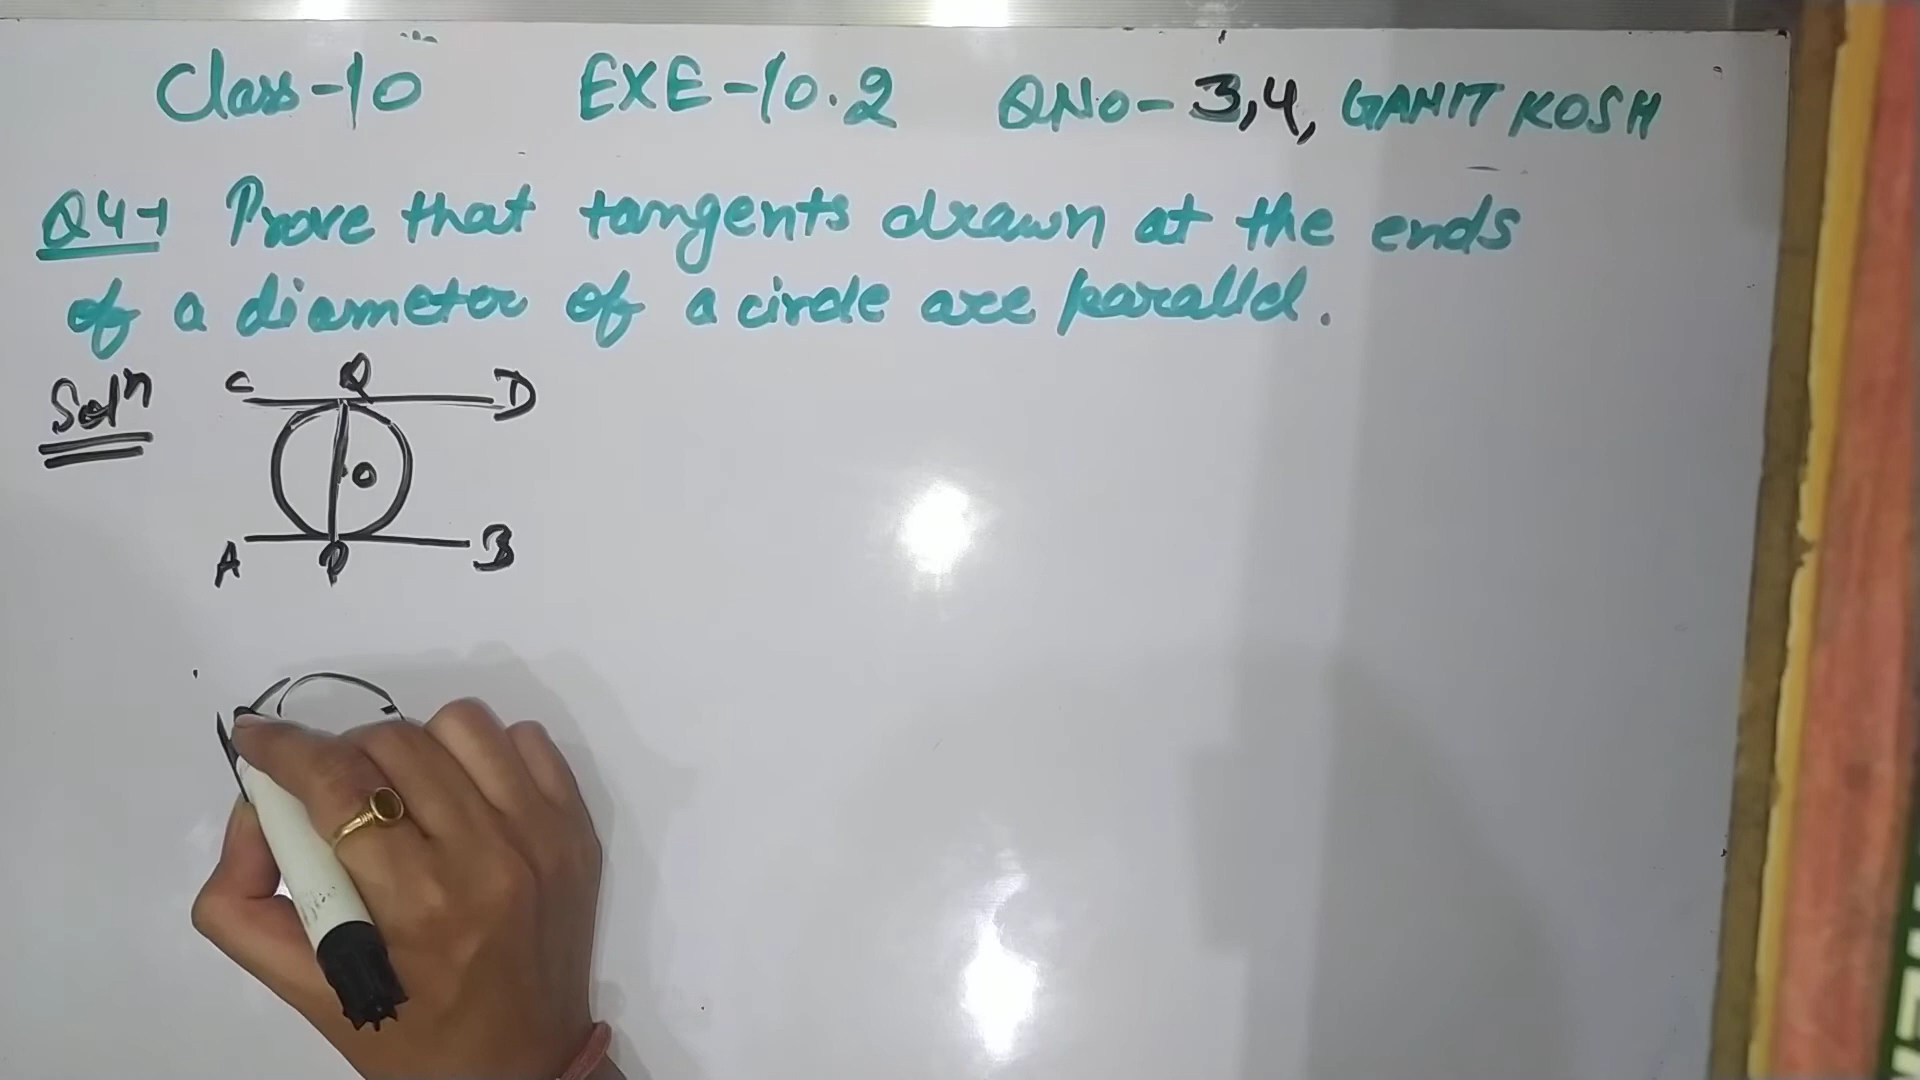 Class-10 EXE-10.2 QNo-3,4, GANIT KOSH
Q4→ Prove that tangents drawn at the ends
of a diameter of a circle are parallel.
Solⁿ
C Q D
O
A P B